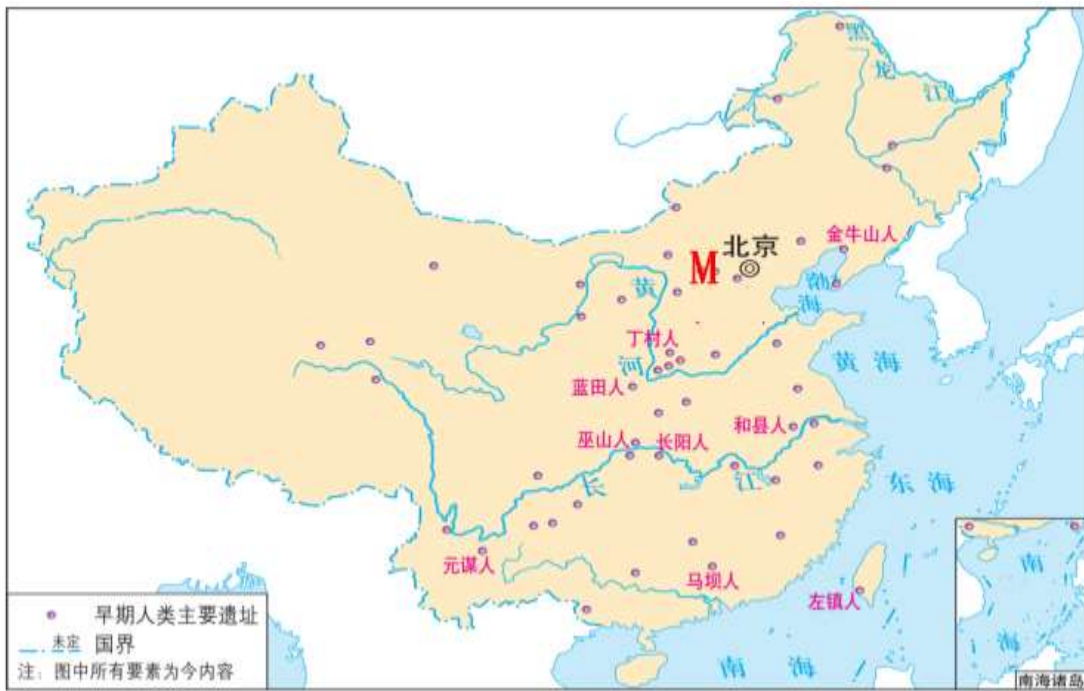 黑
龙
江
金牛山人
北京
M
渤
海
黄
河
丁村人
黄海
蓝田人
和县人
巫山人
长阳人
长
江
东海
元谋人
马坝人
左镇人
南海
早期人类主要遗址
未定 国界
注：图中所有要素为今内容
南
海
南海诸岛